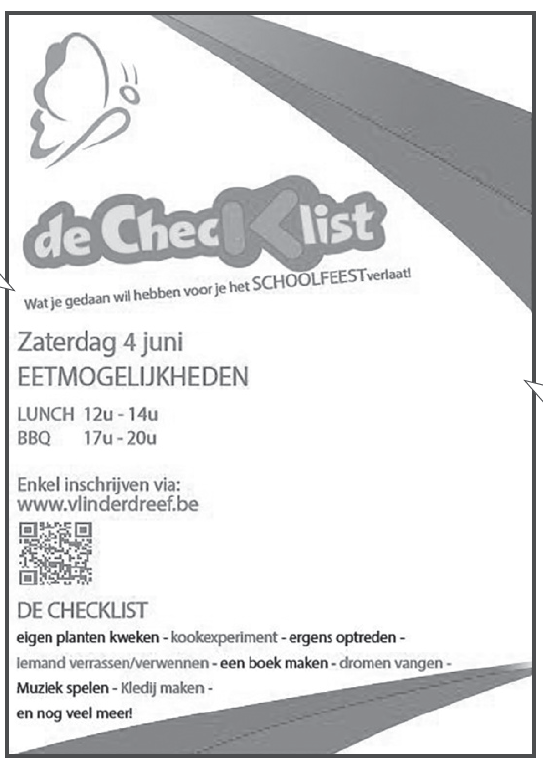 de Checklist
Wat je gedaan wil hebben voor je het SCHOOLFEEST verlaat!
Zaterdag 4 juni
EETMOGELIJKHEDEN
LUNCH 12u - 14u
BBQ 17u - 20u
Enkel inschrijven via:
www.vlinderdreef.be
DE CHECKLIST
eigen planten kweken - kookexperiment - ergens optreden -
Iemand verrassen/verwennen - een boek maken - dromen vangen -
Muziek spelen - Kledij maken -
en nog veel meer!